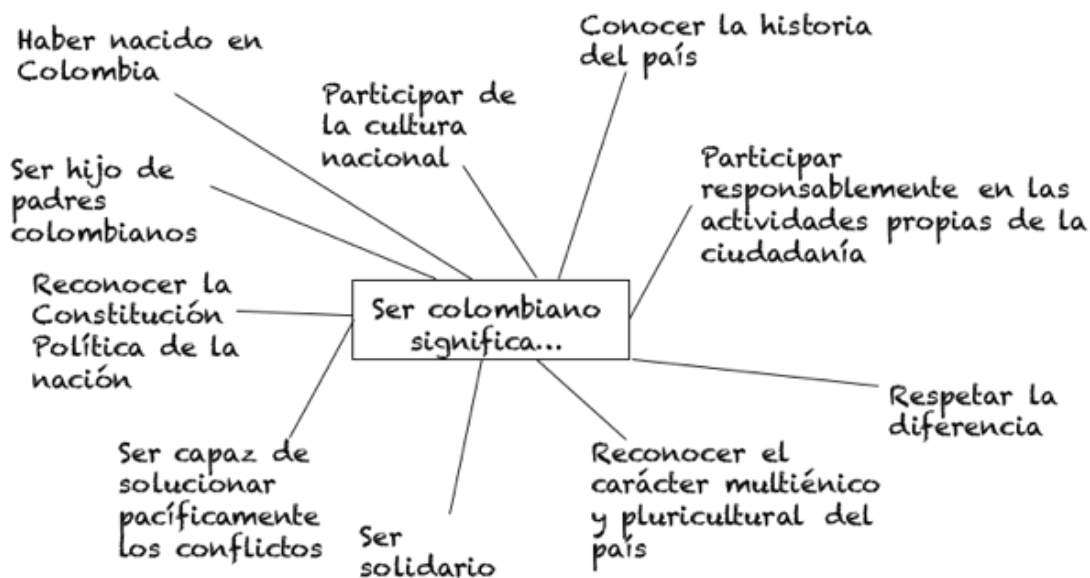 Haber nacido en
Colombia
Participar de
la cultura
nacional
Conocer la historia
del país
Ser hijo de
padres
colombianos
Participar
responsablemente en las
actividades propias de la
ciudadanía
Reconocer la
Constitución
Política de la
nación
Ser colombiano
significa...
Respetar la
diferencia
Ser capaz de
solucionar
pacíficamente
los conflictos
Ser
solidario
Reconocer el
carácter multiénico
y pluricultural del
país